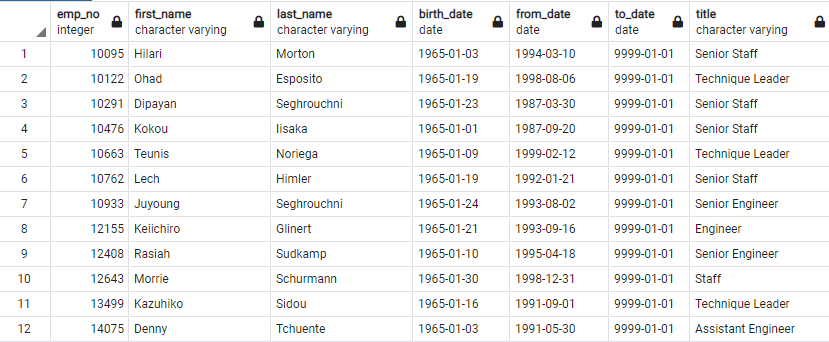 emp_no first_name last_name birth_date from_date to_date title
integer character varying character varying date date date character varying
1 10095 Hilari Morton 1965-01-03 1994-03-10 9999-01-01 Senior Staff
2 10122 Ohad Esposito 1965-01-19 1998-08-06 9999-01-01 Technique Leader
3 10291 Dipayan Seghrouchni 1965-01-23 1987-03-30 9999-01-01 Senior Staff
4 10476 Kokou Iisaka 1965-01-01 1987-09-20 9999-01-01 Senior Staff
5 10663 Teunis Noriega 1965-01-09 1999-02-12 9999-01-01 Technique Leader
6 10762 Lech Himler 1965-01-19 1992-01-21 9999-01-01 Senior Staff
7 10933 Juyoung Seghrouchni 1965-01-24 1993-08-02 9999-01-01 Senior Engineer
8 12155 Keiichiro Glinert 1965-01-21 1993-09-16 9999-01-01 Engineer
9 12408 Rasiah Sudkamp 1965-01-10 1995-04-18 9999-01-01 Senior Engineer
10 12643 Morrie Schurmann 1965-01-30 1998-12-31 9999-01-01 Staff
11 13499 Kazuhiko Sidou 1965-01-16 1991-09-01 9999-01-01 Technique Leader
12 14075 Denny Tchuente 1965-01-03 1991-05-30 9999-01-01 Assistant Engineer